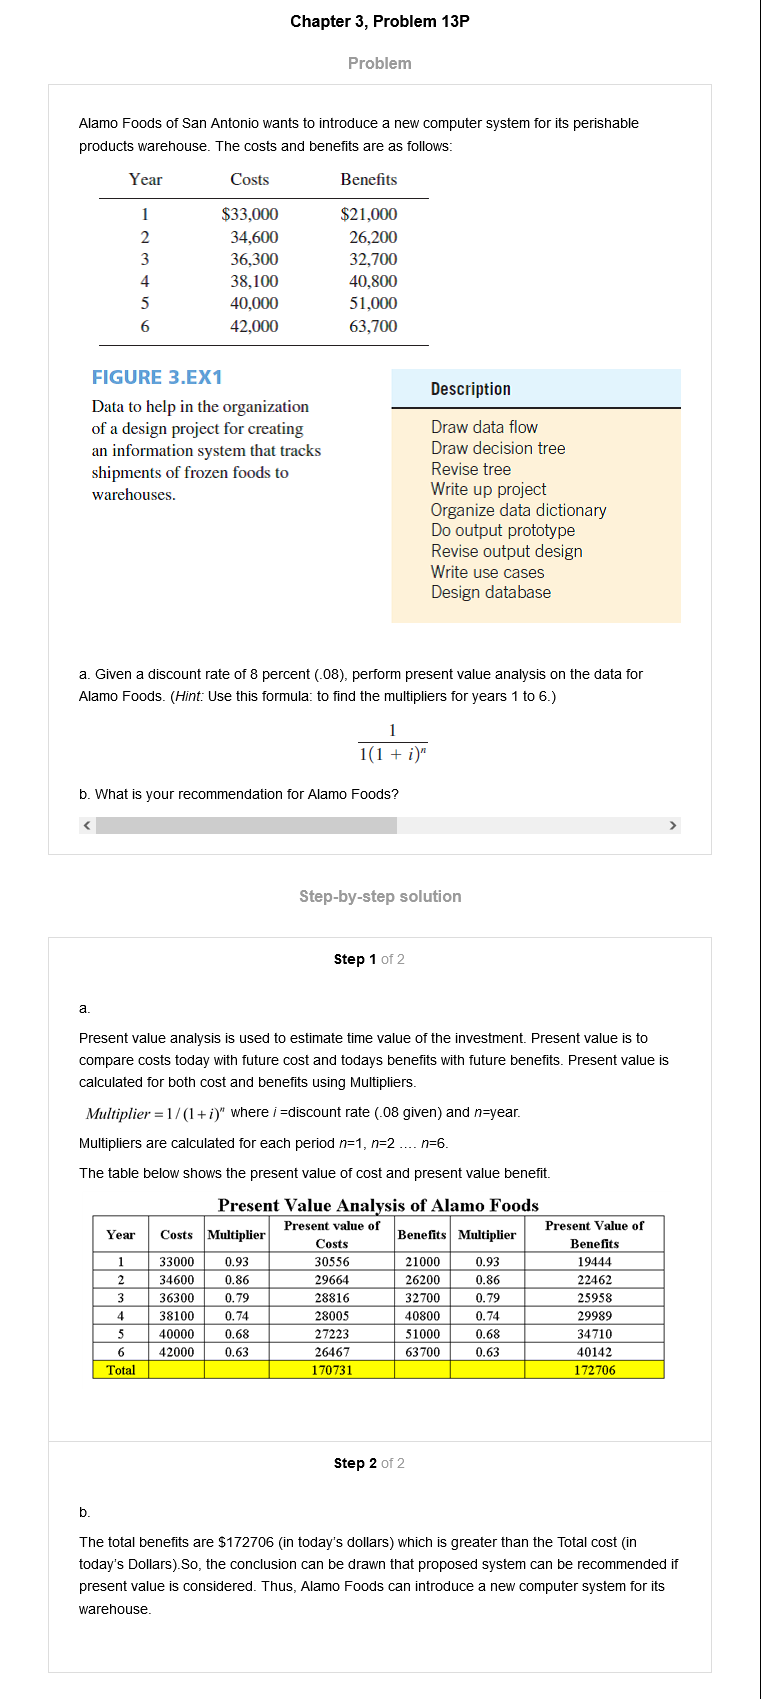 Chapter 3, Problem 13P
Problem
Alamo Foods of San Antonio wants to introduce a new computer system for its perishable
products warehouse. The costs and benefits are as follows:
Year Costs Benefits
1 $33,000 $21,000
2 34,600 26,200
3 36,300 32,700
4 38,100 40,800
5 40,000 51,000
6 42,000 63,700
FIGURE 3.EX1
Data to help in the organization
of a design project for creating
an information system that tracks
shipments of frozen foods to
warehouses.
Description
Draw data flow
Draw decision tree
Revise tree
Write up project
Organize data dictionary
Do output prototype
Revise output design
Write use cases
Design database
a. Given a discount rate of 8 percent (.08), perform present value analysis on the data for
Alamo Foods. (Hint: Use this formula: to find the multipliers for years 1 to 6.)
1
1(1 + i)ⁿ
b. What is your recommendation for Alamo Foods?
Step-by-step solution
Step 1 of 2
a.
Present value analysis is used to estimate time value of the investment. Present value is to
compare costs today with future cost and todays benefits with future benefits. Present value is
calculated for both cost and benefits using Multipliers.
Multiplier = 1/(1+i)ⁿ where i =discount rate (.08 given) and n=year.
Multipliers are calculated for each period n=1, n=2 .... n=6.
The table below shows the present value of cost and present value benefit.
Present Value Analysis of Alamo Foods
Year Costs Multiplier Present value of Costs Benefits Multiplier Present Value of Benefits
1 33000 0.93 30556 21000 0.93 19444
2 34600 0.86 29664 26200 0.86 22462
3 36300 0.79 28816 32700 0.79 25958
4 38100 0.74 28005 40800 0.74 29989
5 40000 0.68 27223 51000 0.68 34710
6 42000 0.63 26467 63700 0.63 40142
Total 170731 172706
Step 2 of 2
b.
The total benefits are $172706 (in today's dollars) which is greater than the Total cost (in
today's Dollars).So, the conclusion can be drawn that proposed system can be recommended if
present value is considered. Thus, Alamo Foods can introduce a new computer system for its
warehouse.